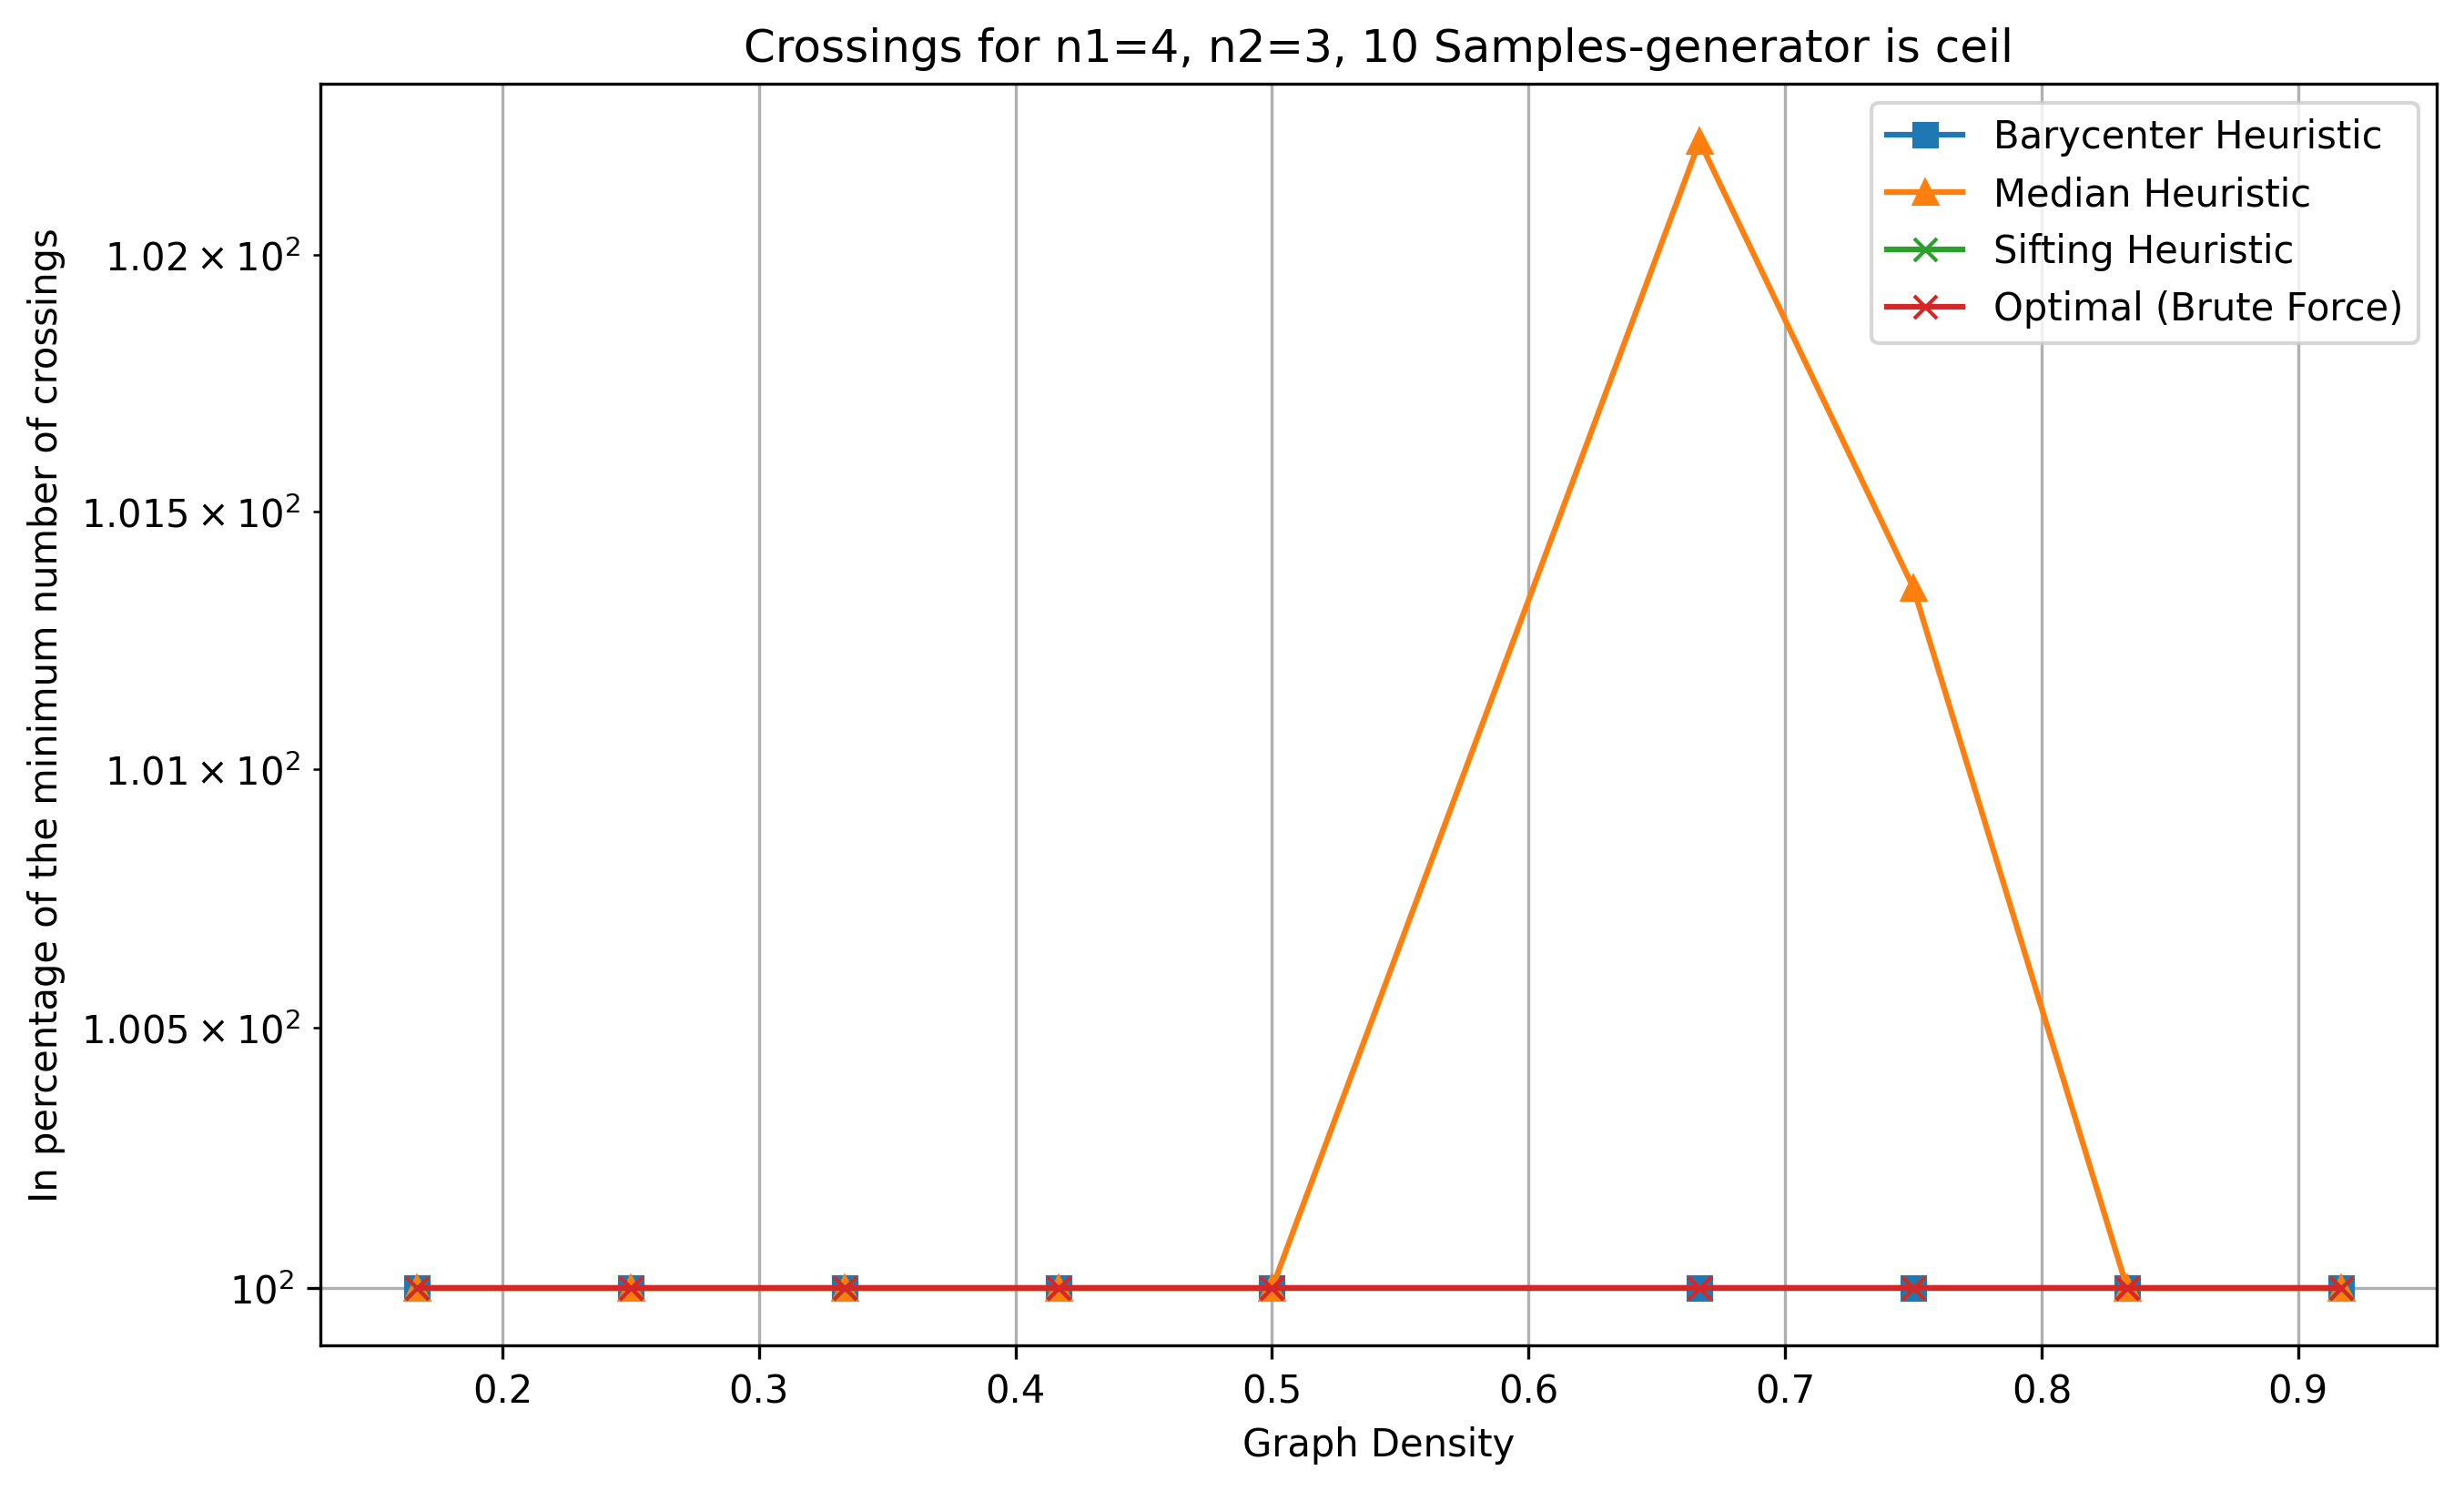 Crossings for n1=4, n2=3, 10 Samples-generator is ceil
Barycenter Heuristic
Median Heuristic
Sifting Heuristic
Optimal (Brute Force)
In percentage of the minimum number of crossings
1.02 × 10²
1.015 × 10²
1.01 × 10²
1.005 × 10²
10²
0.2 0.3 0.4 0.5 0.6 0.7 0.8 0.9
Graph Density